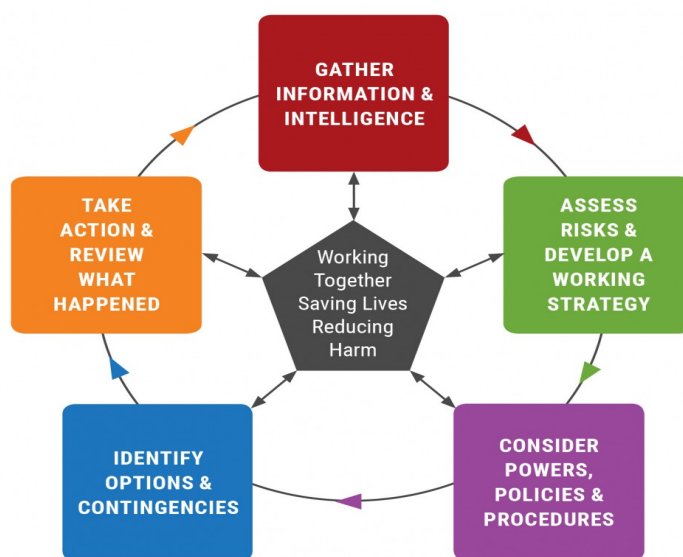 GATHER
INFORMATION &
INTELLIGENCE
ASSESS
RISKS &
DEVELOP A
WORKING
STRATEGY
CONSIDER
POWERS,
POLICIES &
PROCEDURES
IDENTIFY
OPTIONS &
CONTINGENCIES
TAKE
ACTION &
REVIEW
WHAT
HAPPENED
Working
Together
Saving Lives
Reducing
Harm